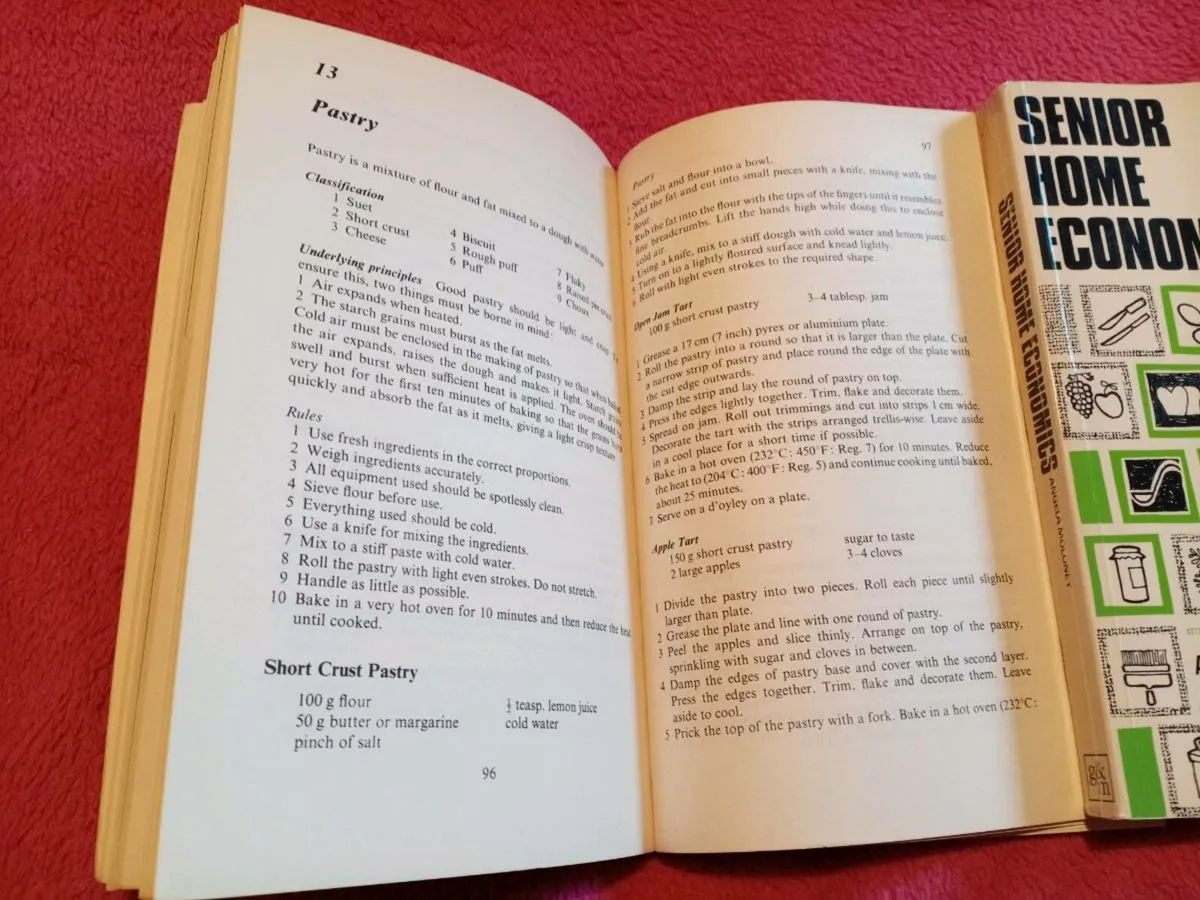 13
Pastry
Pastry is a mixture of flour and fat mixed to a dough with water
Classification
1 Suet
2 Short crust
3 Cheese
4 Biscuit
5 Rough puff
6 Puff
7 Flaky
8 Raised pie crust
9 Choux
Underlying principles Good pastry should be light and crisp. To
ensure this, two things must be borne in mind:
1 Air expands when heated.
2 The starch grains must burst as the fat melts.
Cold air must be enclosed in the making of pastry so that when baked
the air expands, raises the dough and makes it light. Starch grains
swell and burst when sufficient heat is applied. The oven should be
very hot for the first ten minutes of baking so that the grains burst
quickly and absorb the fat as it melts, giving a light crisp texture
Rules
1 Use fresh ingredients in the correct proportions.
2 Weigh ingredients accurately.
3 All equipment used should be spotlessly clean.
4 Sieve flour before use.
5 Everything used should be cold.
6 Use a knife for mixing the ingredients.
7 Mix to a stiff paste with cold water.
8 Roll the pastry with light even strokes. Do not stretch.
9 Handle as little as possible.
10 Bake in a very hot oven for 10 minutes and then reduce the heat
until cooked.
Short Crust Pastry
100 g flour
50 g butter or margarine
pinch of salt
½ teasp. lemon juice
cold water
96
Pastry
97
1 Sieve salt and flour into a bowl.
2 Add the fat and cut into small pieces with a knife, mixing with the
flour.
3 Rub the fat into the flour with the tips of the fingers until it resembles
fine breadcrumbs. Lift the hands high while doing this to enclose
cold air.
4 Using a knife, mix to a stiff dough with cold water and lemon juice.
5 Turn on to a lightly floured surface and knead lightly.
6 Roll with light even strokes to the required shape.
Open Jam Tart
100 g short crust pastry
3–4 tablesp. jam
1 Grease a 17 cm (7 inch) pyrex or aluminium plate.
2 Roll the pastry into a round so that it is larger than the plate. Cut
a narrow strip of pastry and place round the edge of the plate with
the cut edge outwards.
3 Damp the strip and lay the round of pastry on top.
4 Press the edges lightly together. Trim, flake and decorate them.
5 Spread on jam. Roll out trimmings and cut into strips 1 cm wide.
Decorate the tart with the strips arranged trellis-wise. Leave aside
in a cool place for a short time if possible.
6 Bake in a hot oven (232°C: 450°F: Reg. 7) for 10 minutes. Reduce
the heat to (204°C: 400°F: Reg. 5) and continue cooking until baked,
about 25 minutes.
7 Serve on a d'oyley on a plate.
Apple Tart
150 g short crust pastry
2 large apples
sugar to taste
3–4 cloves
1 Divide the pastry into two pieces. Roll each piece until slightly
larger than plate.
2 Grease the plate and line with one round of pastry.
3 Peel the apples and slice thinly. Arrange on top of the pastry,
sprinkling with sugar and cloves in between.
4 Damp the edges of pastry base and cover with the second layer.
Press the edges together. Trim, flake and decorate them. Leave
aside to cool.
5 Prick the top of the pastry with a fork. Bake in a hot oven (232°C:
SENIOR HOME ECONOMICS ANGELA MOLONEY
g&m
SENIOR
HOME
ECONOM